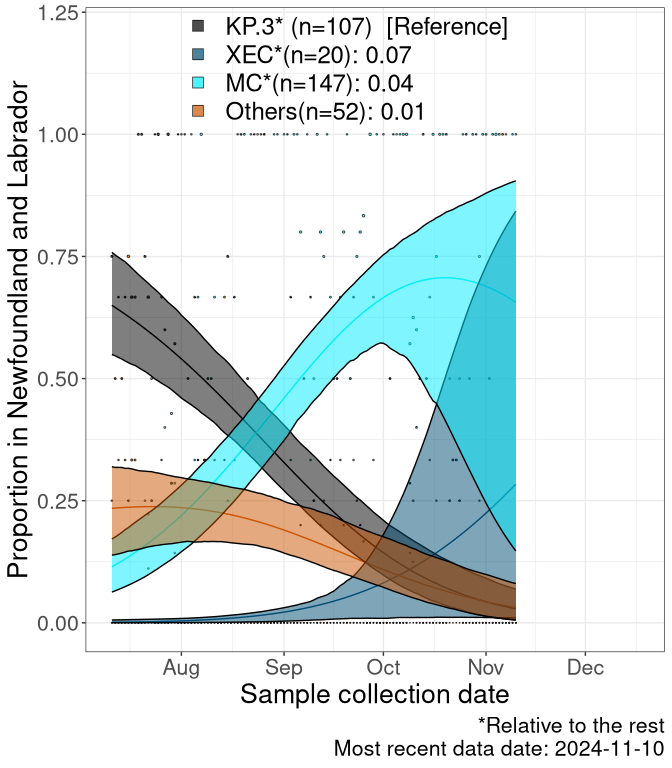 1.25
1.00
0.75
0.50
0.25
0.00
Proportion in Newfoundland and Labrador
KP.3* (n=107)  [Reference]
XEC*(n=20): 0.07
MC*(n=147): 0.04
Others(n=52): 0.01
Aug Sep Oct Nov Dec
Sample collection date
*Relative to the rest
Most recent data date: 2024-11-10